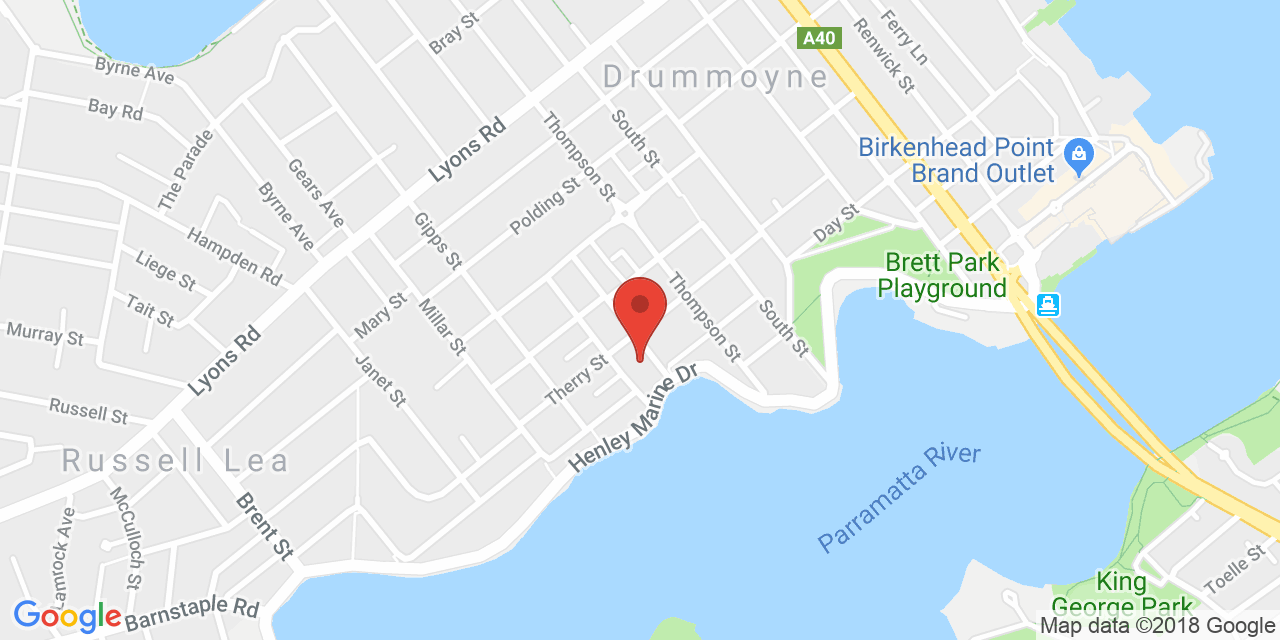 Bray St
Ferry Ln
Renwick St
A40
Byrne Ave
Drummoyne
Bay Rd
Lyons Rd
Thompson St
South St
Birkenhead Point
Brand Outlet
The Parade
Gears Ave
Byrne Ave
Polding St
Day St
Gipps St
Hampden Rd
Liege St
Brett Park
Playground
Tait St
Mary St
Millar St
Thompson St
South St
Murray St
Lyons Rd
Janet St
Therry St
Henley Marine Dr
Russell St
Russell Lea
Parramatta River
Brent St
McCulloch St
Lamrock Ave
Toelle St
King
George Park
Barnstaple Rd
Google
Map data ©2018 Google